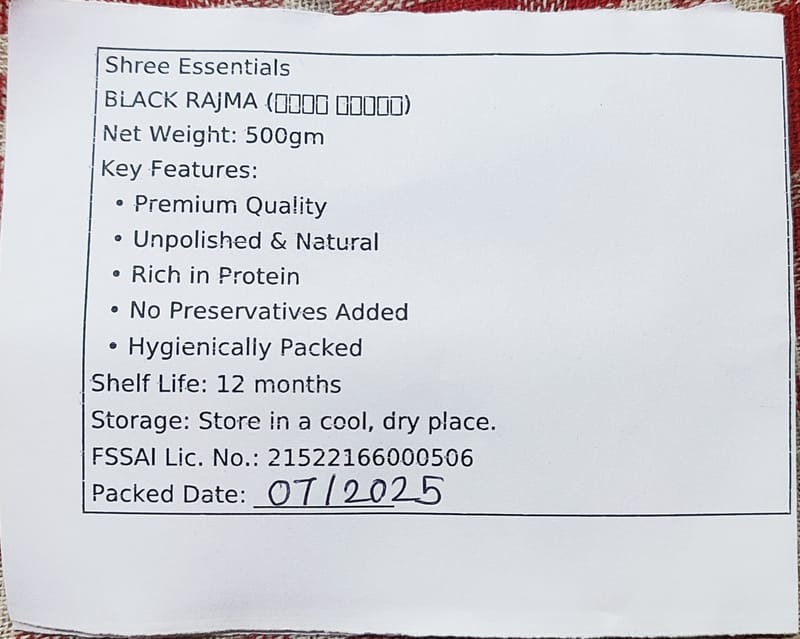 Shree Essentials
BLACK RAJMA (▯▯▯▯ ▯▯▯▯▯)
Net Weight: 500gm
Key Features:
• Premium Quality
• Unpolished & Natural
• Rich in Protein
• No Preservatives Added
• Hygienically Packed
Shelf Life: 12 months
Storage: Store in a cool, dry place.
FSSAI Lic. No.: 21522166000506
Packed Date: 07/2025